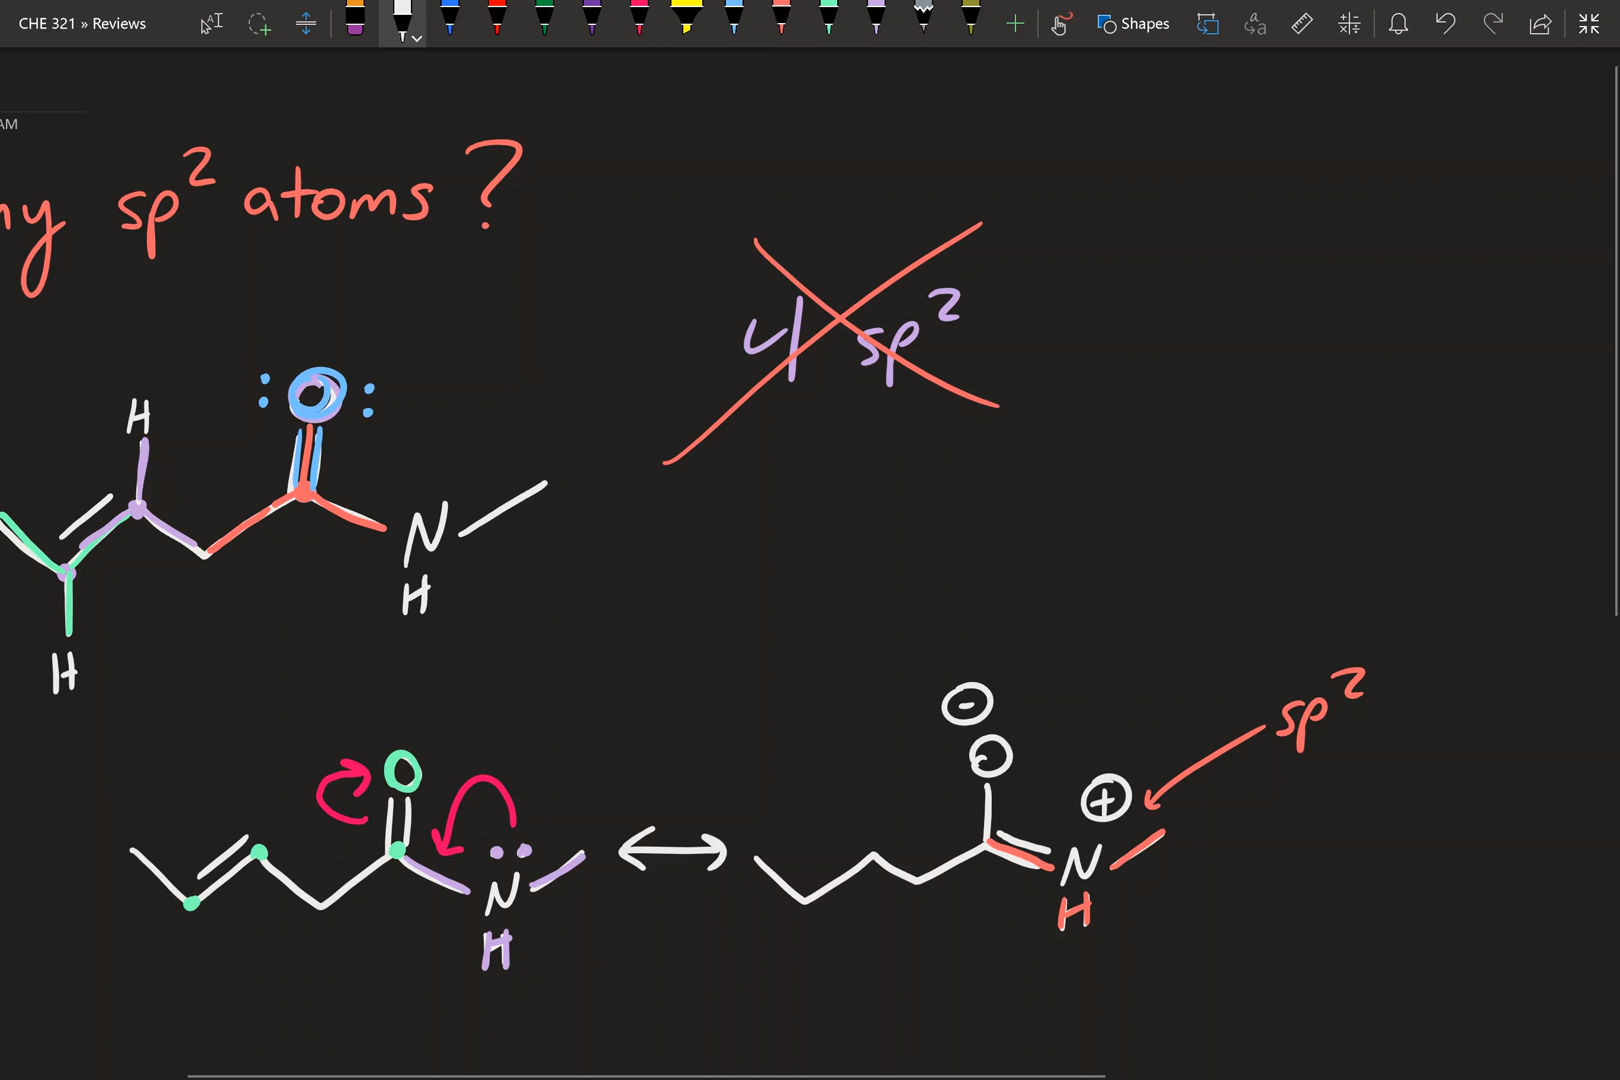 CHE 321 » Reviews
Shapes
AM
ny sp² atoms ?
4 sp²
H
O
N
H
H
sp²
-
O
O
+
N
N
H
H